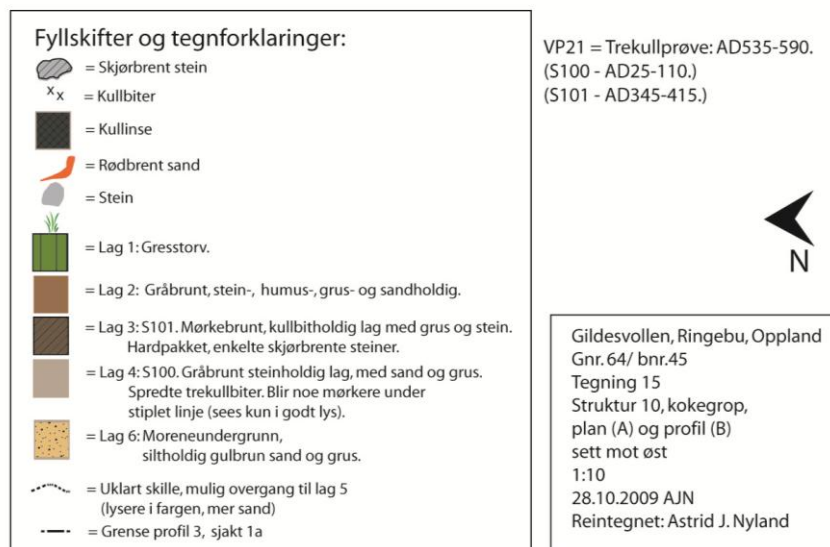 Fyllskifter og tegnforklaringer:
= Skjørbrent stein
x x = Kullbiter
= Kullinse
= Rødbrent sand
= Stein
= Lag 1: Gresstorv.
= Lag 2: Gråbrunt, stein-, humus-, grus- og sandholdig.
= Lag 3: S101. Mørkebrunt, kullbitholdig lag med grus og stein.
Hardpakket, enkelte skjørbrente steiner.
= Lag 4: S100. Gråbrunt steinholdig lag, med sand og grus.
Spredte trekullbiter. Blir noe mørkere under
stiplet linje (sees kun i godt lys).
= Lag 6: Moreneundergrunn,
siltholdig gulbrun sand og grus.
= Uklart skille, mulig overgang til lag 5
(lysere i fargen, mer sand)
= Grense profil 3, sjakt 1a
VP21 = Trekullprøve: AD535-590.
(S100 - AD25-110.)
(S101 - AD345-415.)
N
Gildesvollen, Ringebu, Oppland
Gnr. 64/ bnr.45
Tegning 15
Struktur 10, kokegrop,
plan (A) og profil (B)
sett mot øst
1:10
28.10.2009 AJN
Reintegnet: Astrid J. Nyland